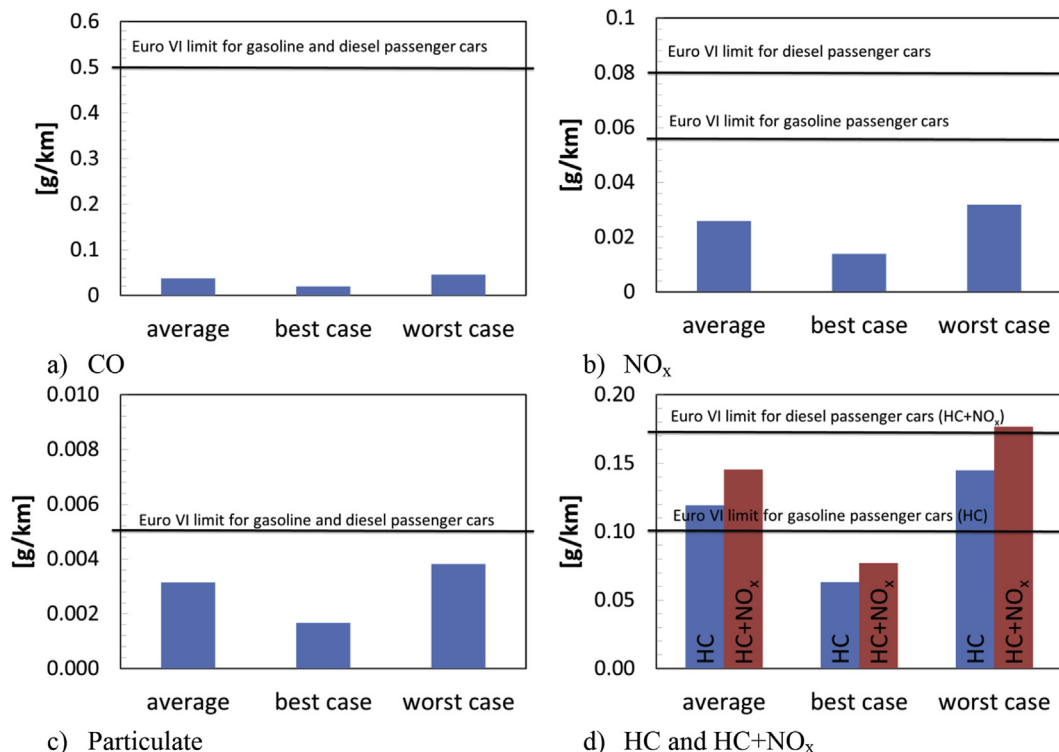 0.6
Euro VI limit for gasoline and diesel passenger cars
0.5
0.4
0.3
0.2
0.1
0
[g/km]
average best case worst case
a) CO
0.1
Euro VI limit for diesel passenger cars
0.08
Euro VI limit for gasoline passenger cars
0.06
0.04
0.02
0
[g/km]
average best case worst case
b) NOx
0.010
0.008
0.006
Euro VI limit for gasoline and diesel passenger cars
0.004
0.002
0.000
[g/km]
average best case worst case
c) Particulate
0.20
Euro VI limit for diesel passenger cars (HC+NOx)
0.15
Euro VI limit for gasoline passenger cars (HC)
0.10
0.05
0.00
[g/km]
HC
HC+NOx
HC
HC+NOx
HC
HC+NOx
average best case worst case
d) HC and HC+NOx